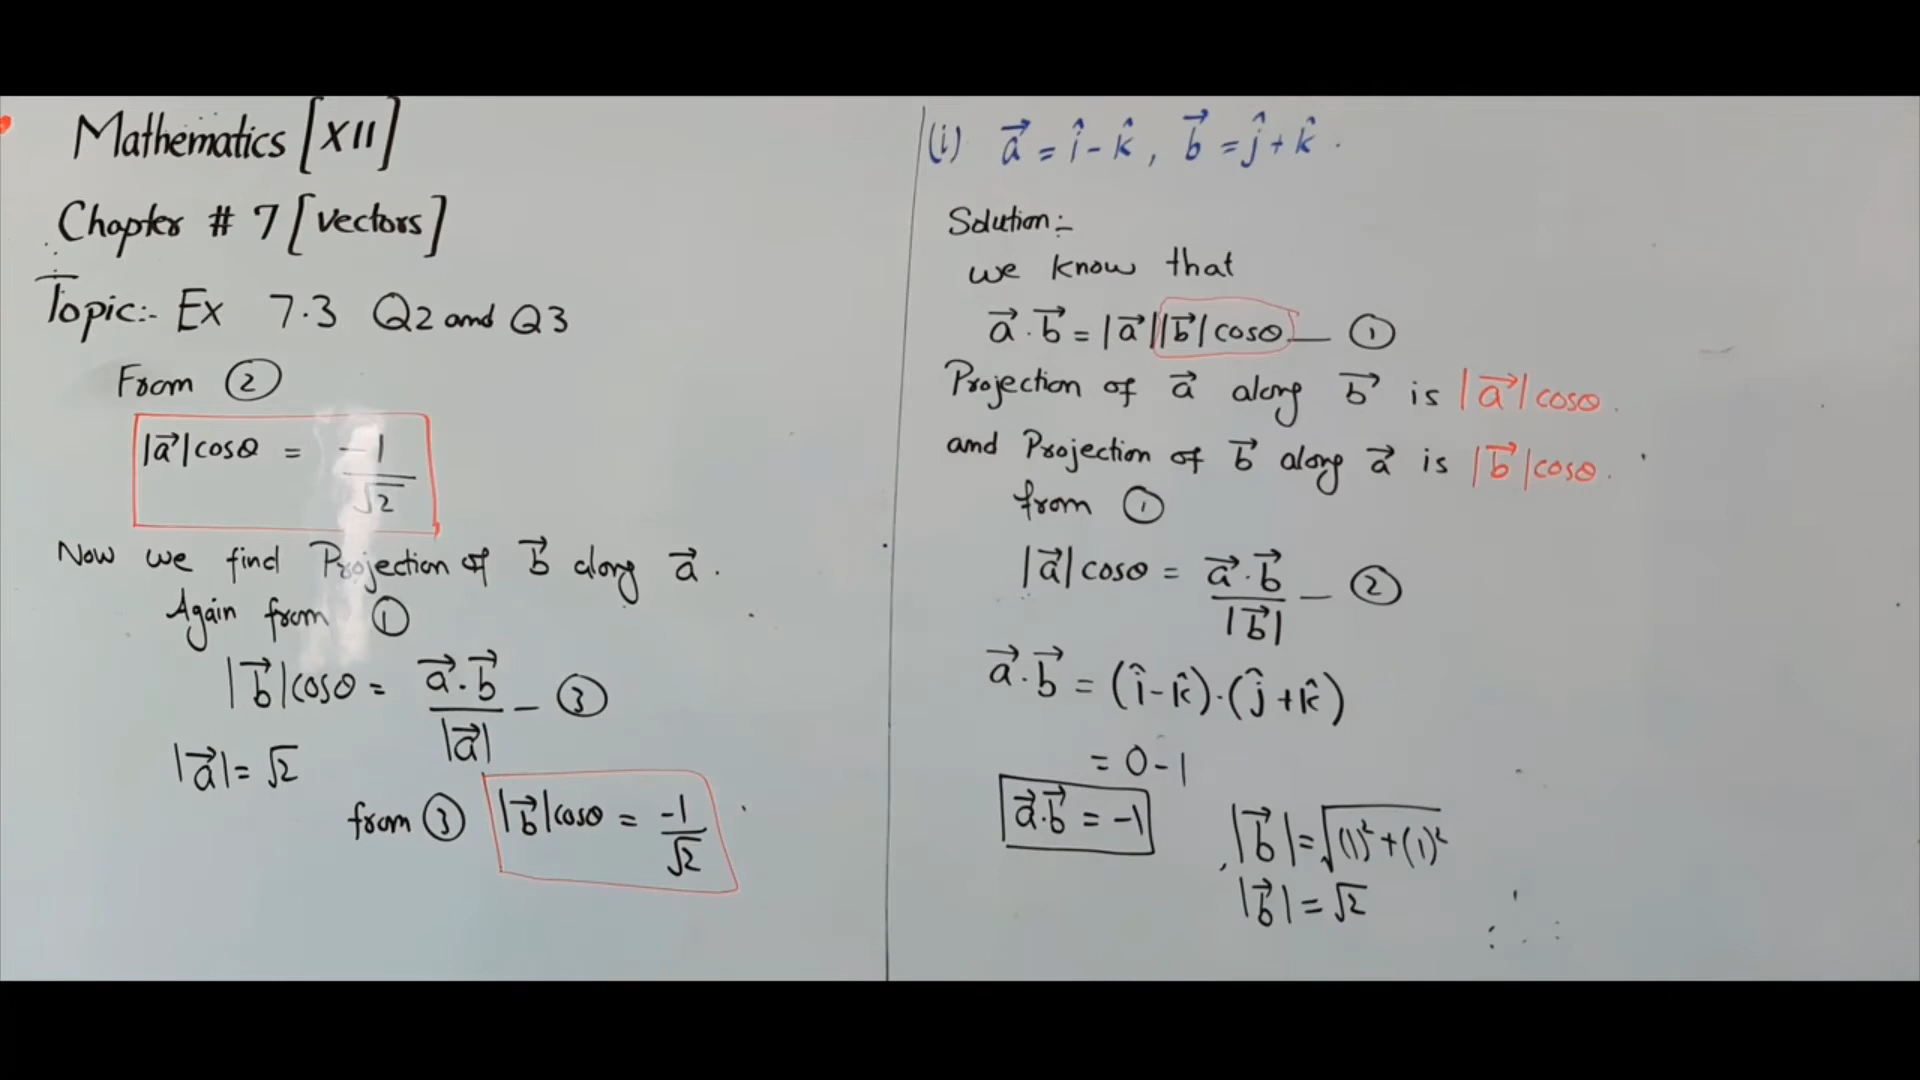 Mathematics [XII]
Chapter # 7 [vectors]
Topic:- Ex 7.3 Q2 and Q3
From ②
|a⃗|cosθ = -1/√2
Now we find Projection of b⃗ along a⃗.
Again from ①
|b⃗|cosθ = a⃗.b⃗/|a⃗| — ③
|a⃗| = √2
from ③ |b⃗|cosθ = -1/√2
(i) a⃗ = î - k̂, b⃗ = ĵ + k̂.
Solution:-
we know that
a⃗.b⃗ = |a⃗||b⃗|cosθ — ①
Projection of a⃗ along b⃗ is |a⃗|cosθ.
and Projection of b⃗ along a⃗ is |b⃗|cosθ.
from ①
|a⃗|cosθ = a⃗.b⃗/|b⃗| — ②
a⃗.b⃗ = (î - k̂).(ĵ + k̂)
= 0 - 1
a⃗.b⃗ = -1 , |b⃗| = √((1)² + (1)²)
|b⃗| = √2